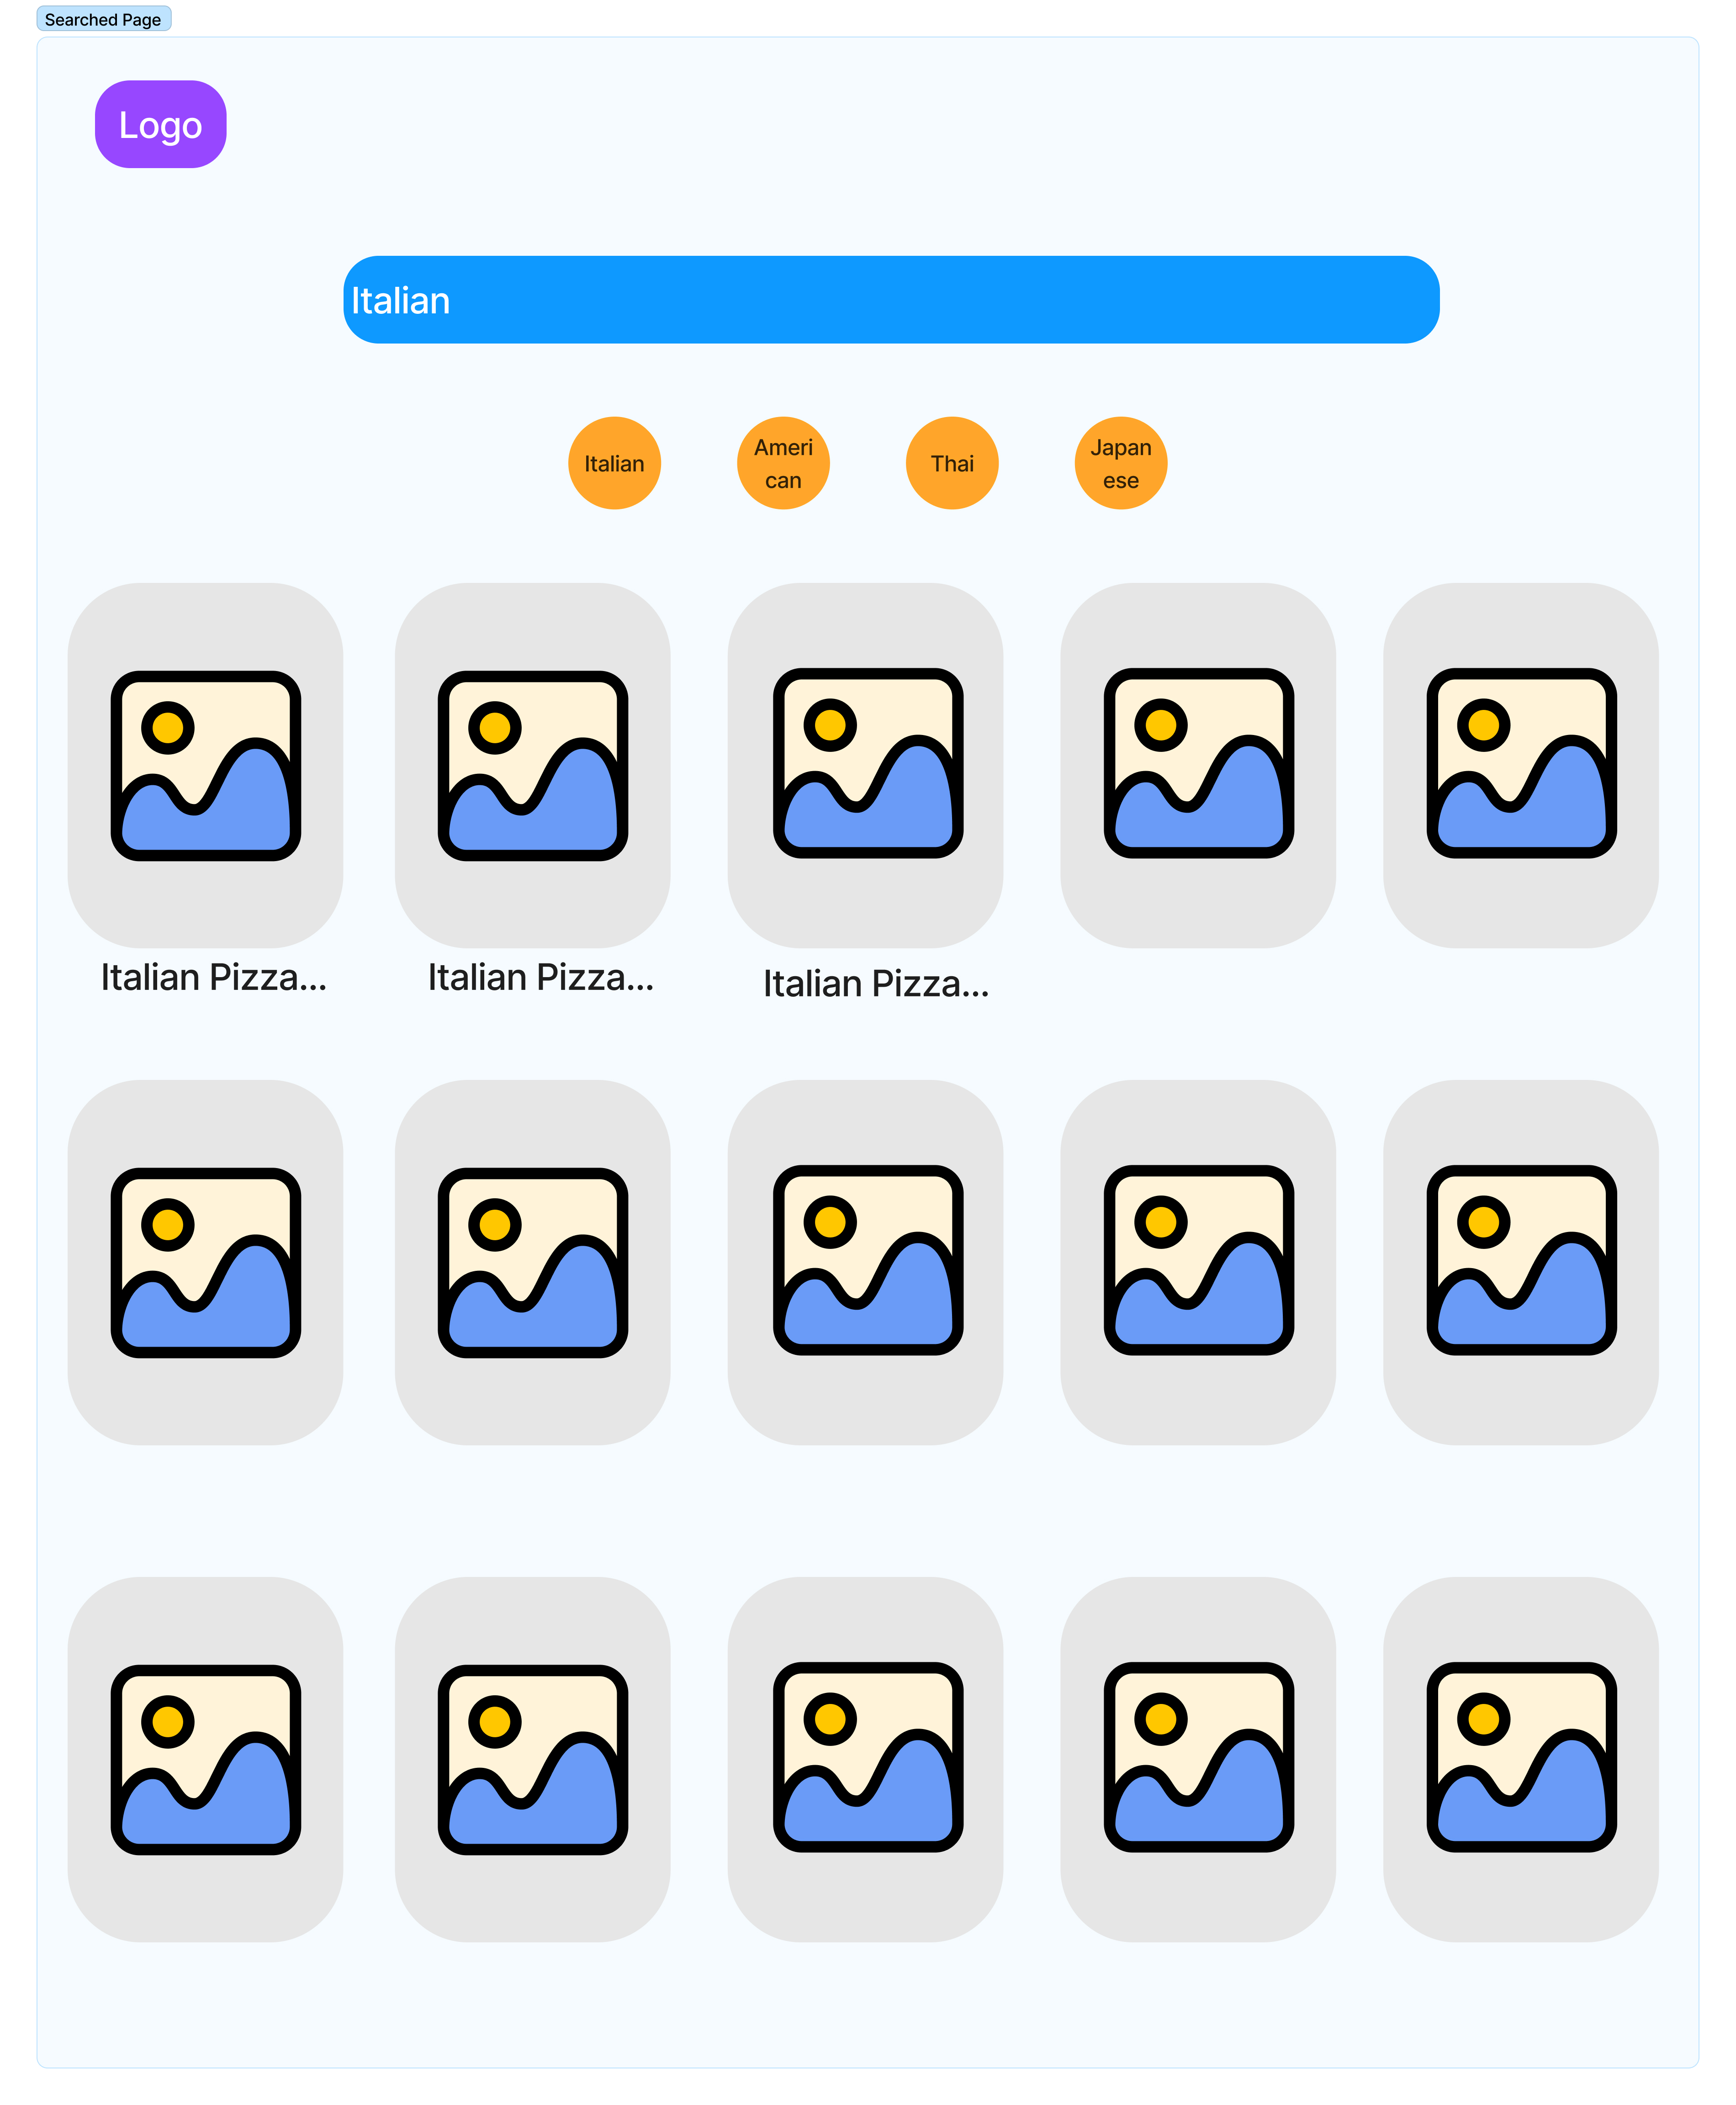 Searched Page
Logo
Italian
Italian
Ameri
can
Thai
Japan
ese
Italian Pizza...
Italian Pizza...
Italian Pizza...